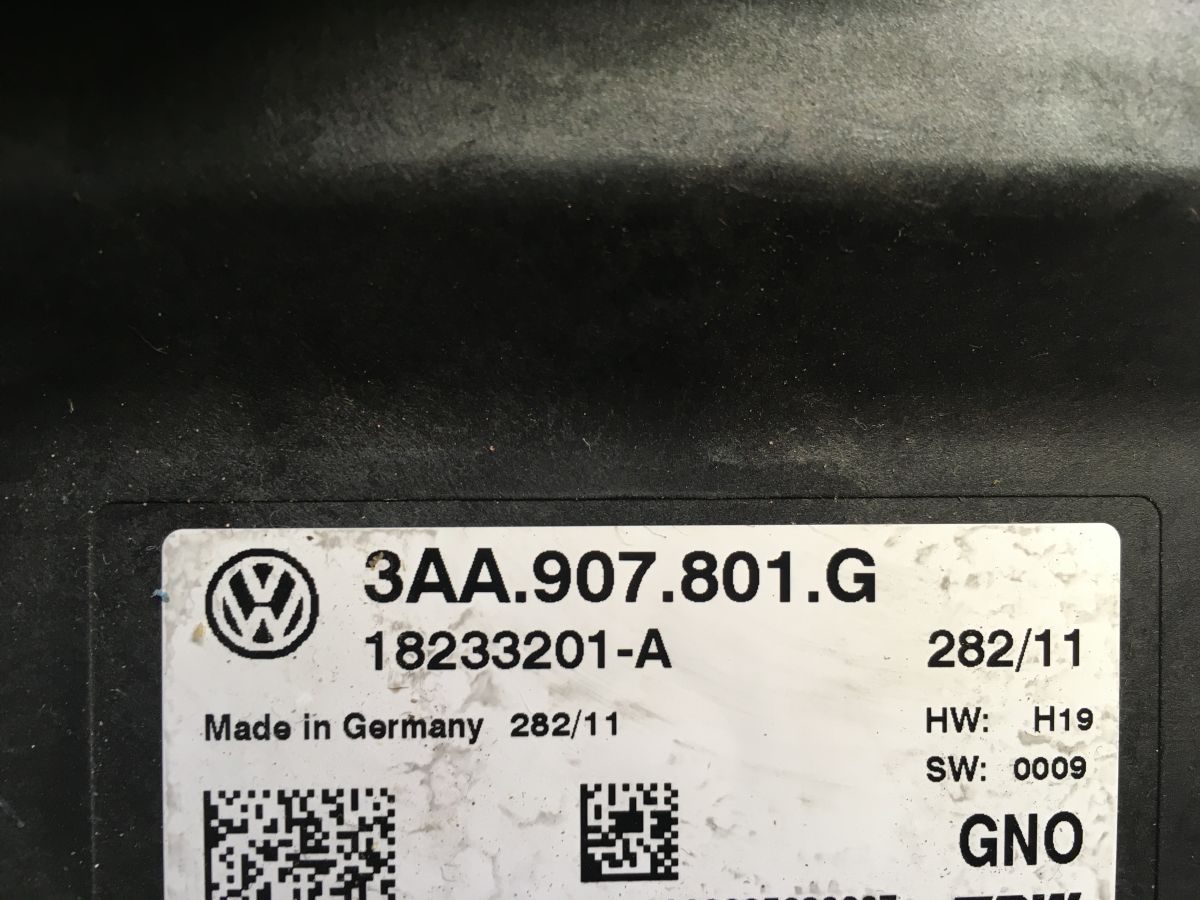 3AA.907.801.G
18233201-A 282/11
Made in Germany 282/11 HW: H19
SW: 0009
GNO